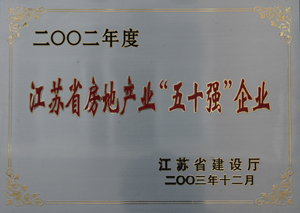 二〇〇二年度
江苏省房地产业“五十强”企业
江苏省建设厅
二〇〇三年十二月